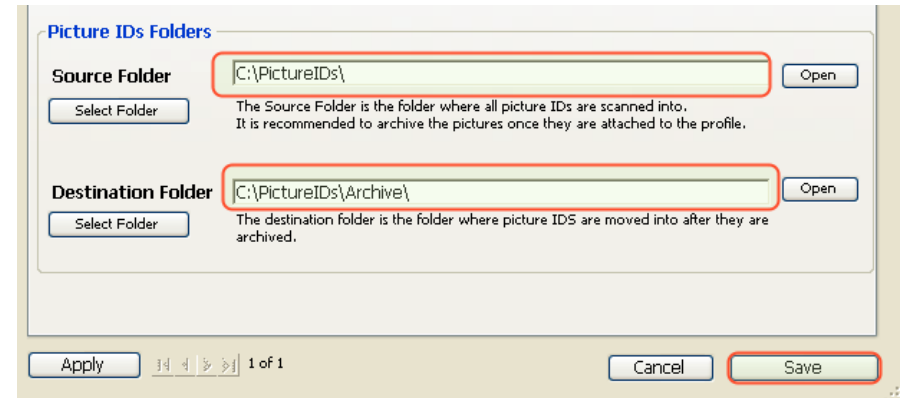 Picture IDs Folders
Source Folder
C:\PictureIDs\
Open
Select Folder
The Source Folder is the folder where all picture IDs are scanned into.
It is recommended to archive the pictures once they are attached to the profile.
Destination Folder
C:\PictureIDs\Archive\
Open
Select Folder
The destination folder is the folder where picture IDS are moved into after they are
archived.
Apply
1 of 1
Cancel
Save